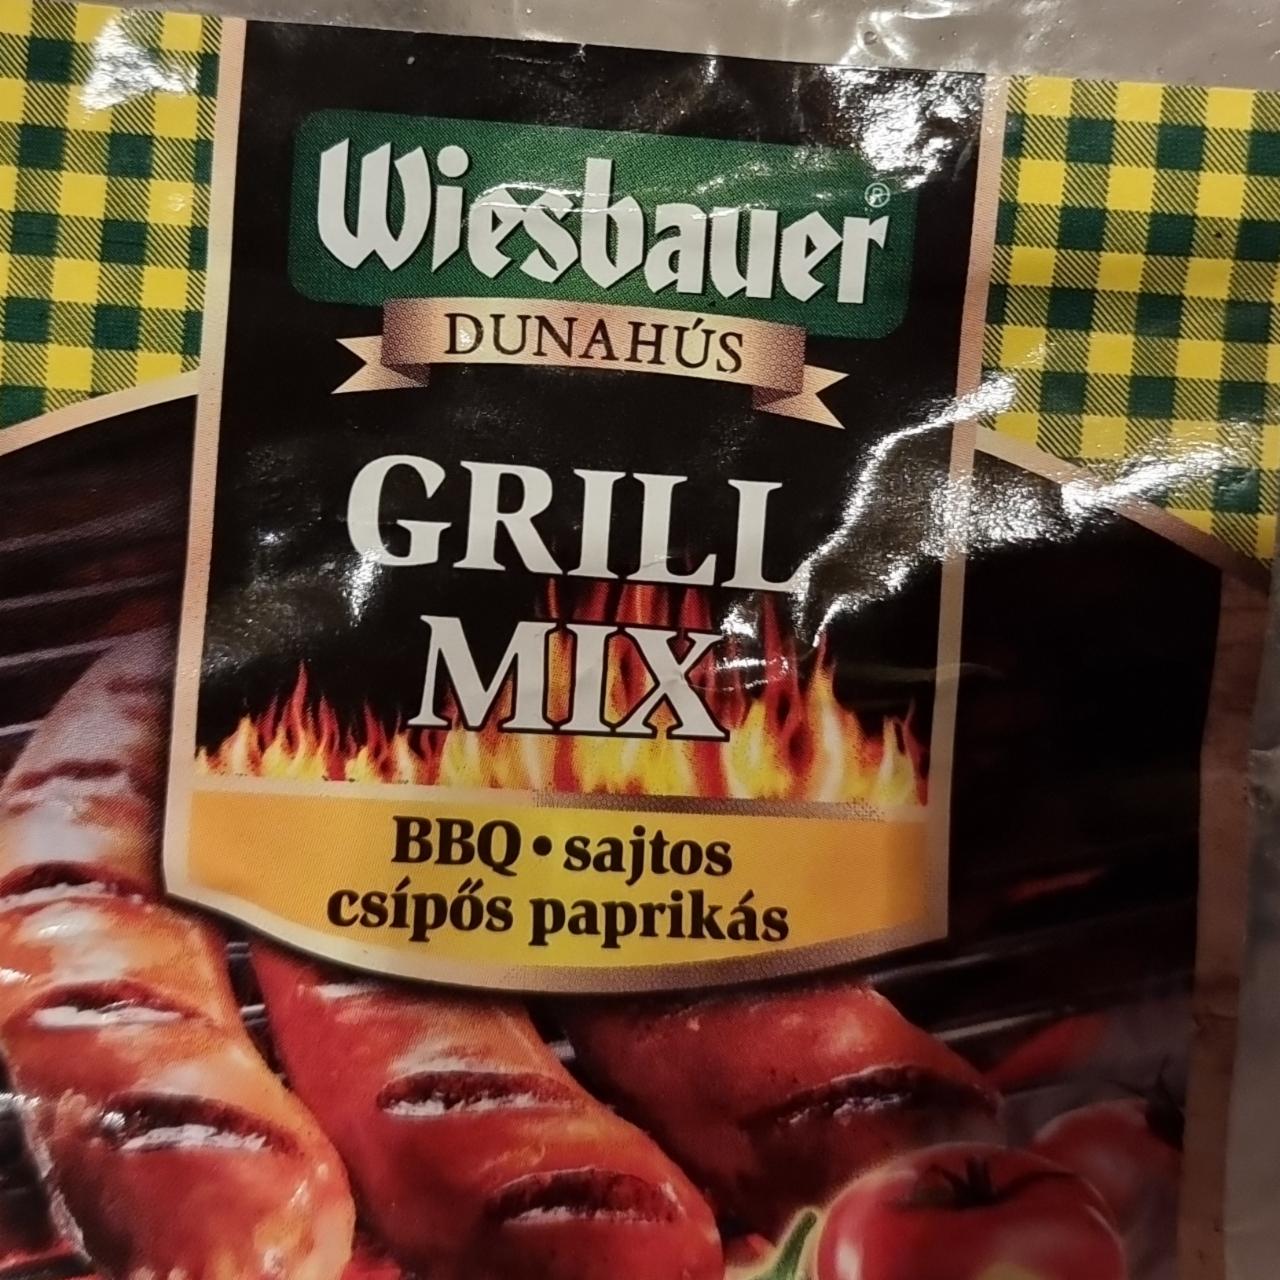 Wiesbauer®
DUNAHÚS
GRILL
MIX
BBQ • sajtos
csípős paprikás